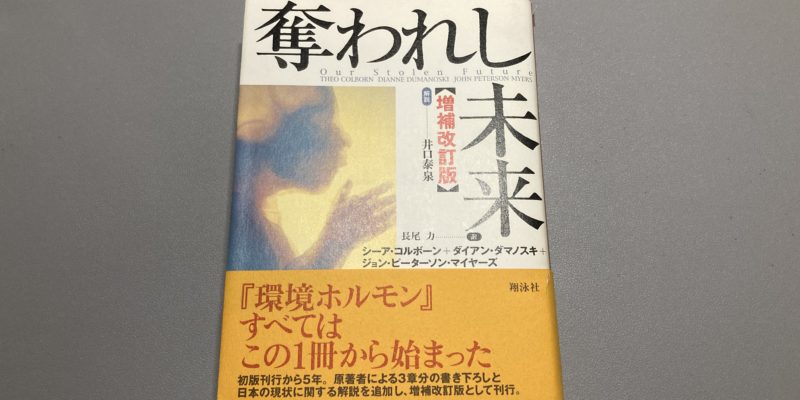 奪われし
未来
Our Stolen Future
THEO COLBORN DIANNE DUMANOSKI JOHN PETERSON MYERS
【増補改訂版】
解説 井口泰泉
長尾 力…………訳
シーア・コルボーン+ダイアン・ダマノスキ+
ジョン・ピーターソン・マイヤーズ
翔泳社
『環境ホルモン』
すべては
この1冊から始まった
初版刊行から5年。原著者による3章分の書き下ろしと
日本の現状に関する解説を追加し、増補改訂版として刊行。